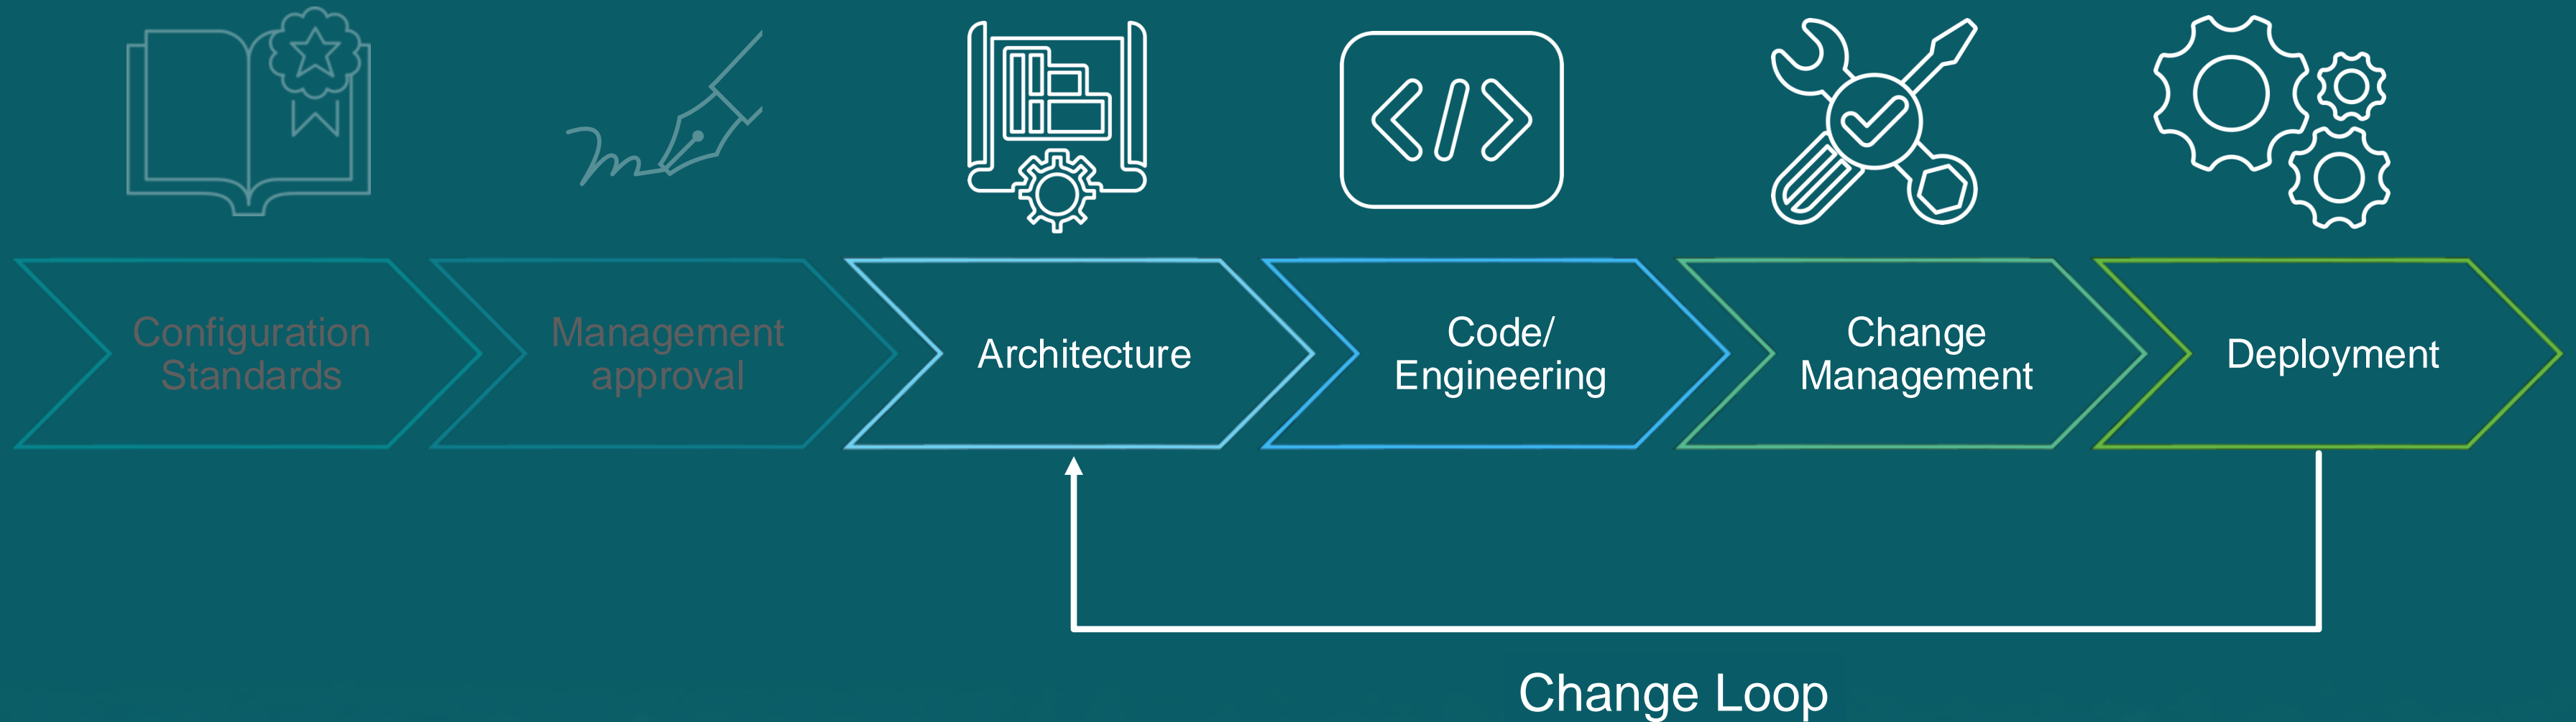 Configuration
Standards
Management
approval
Architecture
Code/
Engineering
Change
Management
Deployment
Change Loop